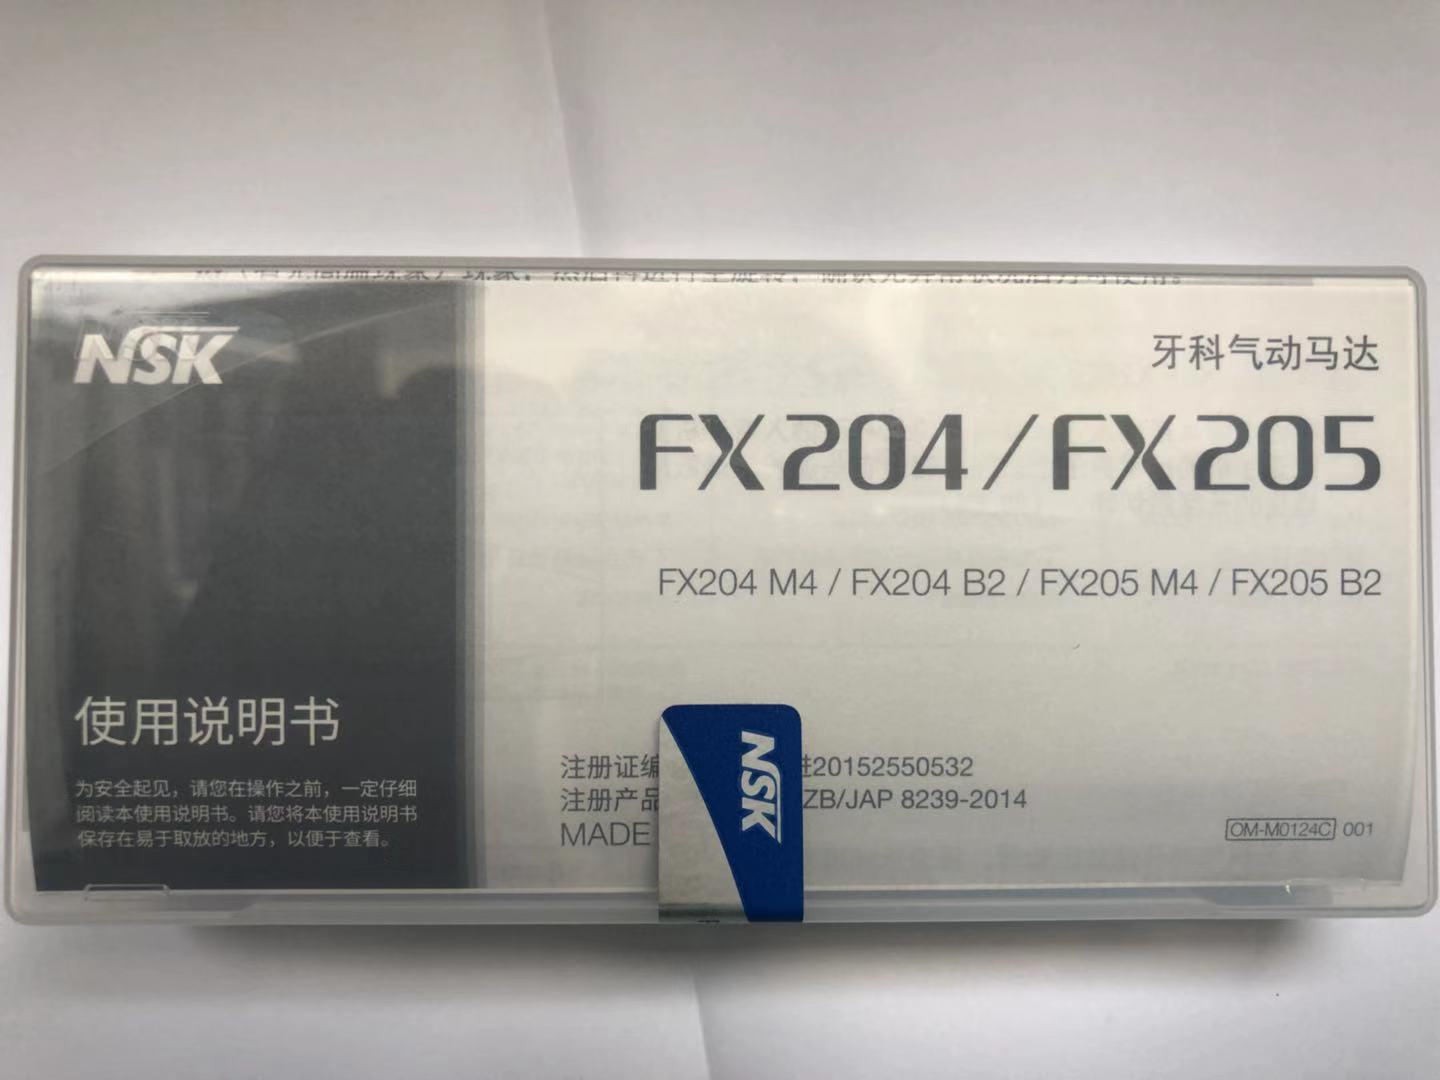 NSK
牙科气动马达
FX204/FX205
FX204 M4 / FX204 B2 / FX205 M4 / FX205 B2
使用说明书
为安全起见，请您在操作之前，一定仔细
阅读本使用说明书。请您将本使用说明书
保存在易于取放的地方，以便于查看。
注册证编 进20152550532
注册产品 ZB/JAP 8239-2014
MADE
NSK
OM-M0124C 001